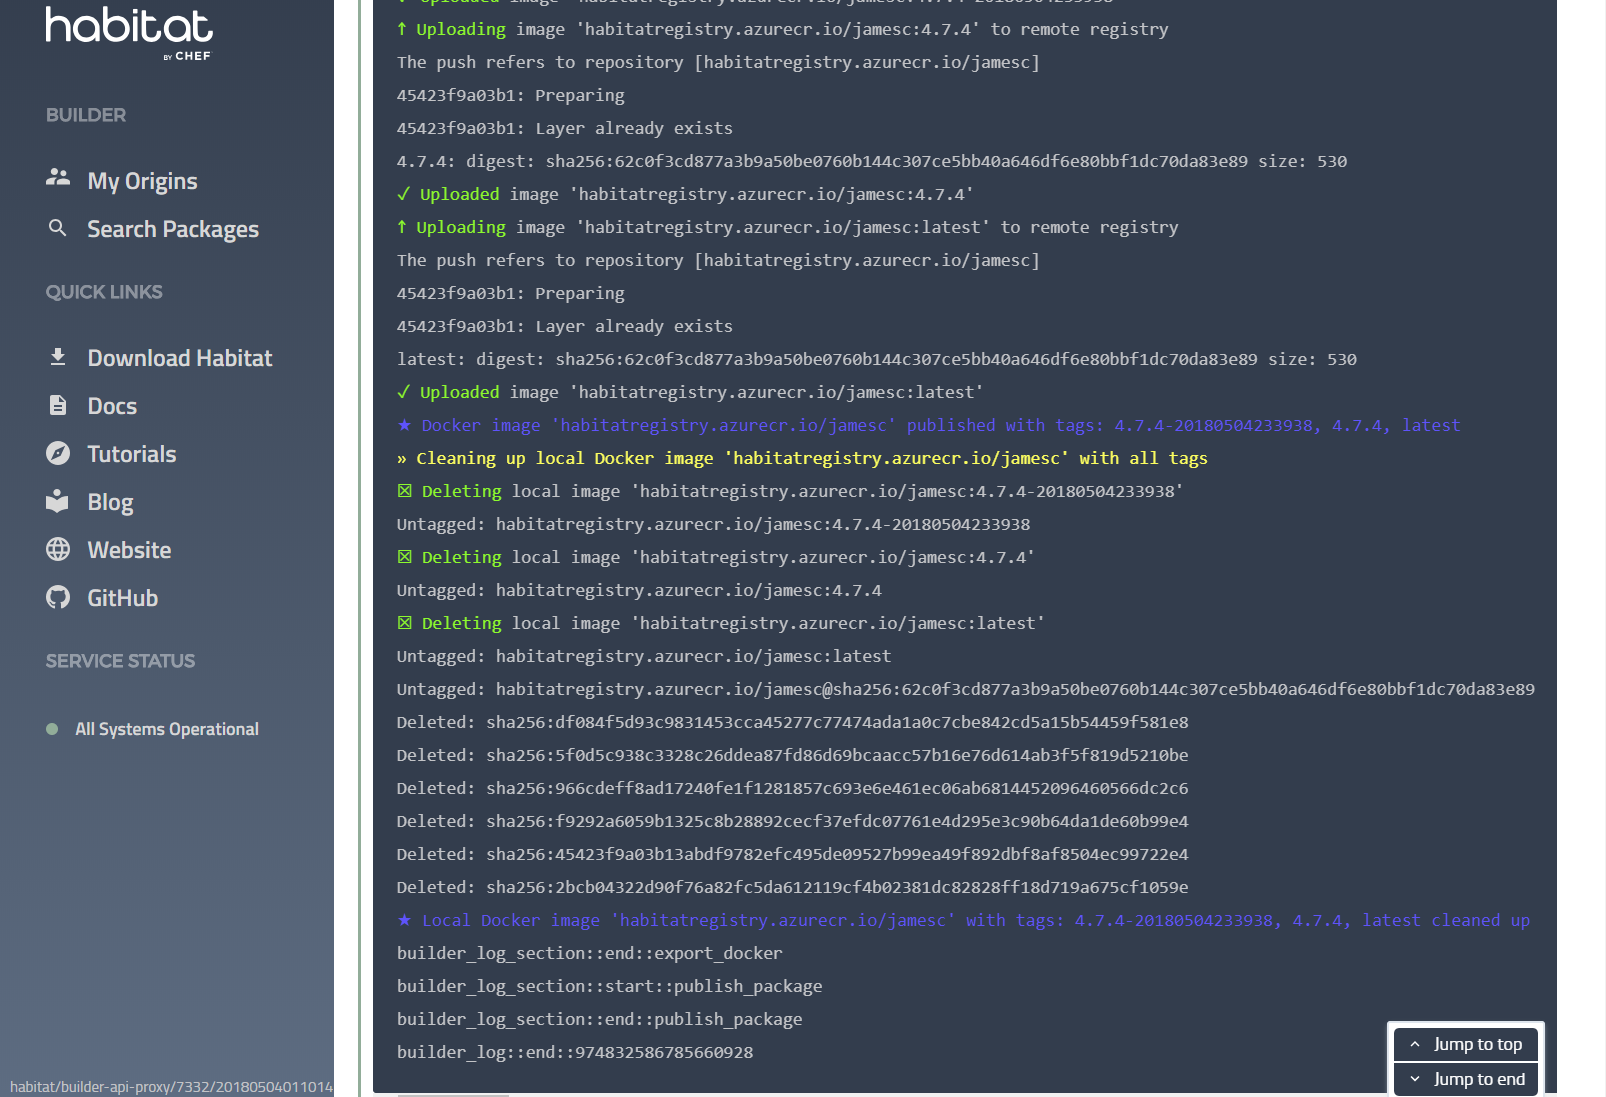 habitat
BY CHEF
BUILDER
My Origins
Search Packages
QUICK LINKS
Download Habitat
Docs
Tutorials
Blog
Website
GitHub
SERVICE STATUS
All Systems Operational
habitat/builder-api-proxy/7332/20180504011014
✓ Uploaded image 'habitatregistry.azurecr.io/jamesc:4.7.4-20180504233938'
↑ Uploading image 'habitatregistry.azurecr.io/jamesc:4.7.4' to remote registry
The push refers to repository [habitatregistry.azurecr.io/jamesc]
45423f9a03b1: Preparing
45423f9a03b1: Layer already exists
4.7.4: digest: sha256:62c0f3cd877a3b9a50be0760b144c307ce5bb40a646df6e80bbf1dc70da83e89 size: 530
✓ Uploaded image 'habitatregistry.azurecr.io/jamesc:4.7.4'
↑ Uploading image 'habitatregistry.azurecr.io/jamesc:latest' to remote registry
The push refers to repository [habitatregistry.azurecr.io/jamesc]
45423f9a03b1: Preparing
45423f9a03b1: Layer already exists
latest: digest: sha256:62c0f3cd877a3b9a50be0760b144c307ce5bb40a646df6e80bbf1dc70da83e89 size: 530
✓ Uploaded image 'habitatregistry.azurecr.io/jamesc:latest'
★ Docker image 'habitatregistry.azurecr.io/jamesc' published with tags: 4.7.4-20180504233938, 4.7.4, latest
» Cleaning up local Docker image 'habitatregistry.azurecr.io/jamesc' with all tags
☒ Deleting local image 'habitatregistry.azurecr.io/jamesc:4.7.4-20180504233938'
Untagged: habitatregistry.azurecr.io/jamesc:4.7.4-20180504233938
☒ Deleting local image 'habitatregistry.azurecr.io/jamesc:4.7.4'
Untagged: habitatregistry.azurecr.io/jamesc:4.7.4
☒ Deleting local image 'habitatregistry.azurecr.io/jamesc:latest'
Untagged: habitatregistry.azurecr.io/jamesc:latest
Untagged: habitatregistry.azurecr.io/jamesc@sha256:62c0f3cd877a3b9a50be0760b144c307ce5bb40a646df6e80bbf1dc70da83e89
Deleted: sha256:df084f5d93c9831453cca45277c77474ada1a0c7cbe842cd5a15b54459f581e8
Deleted: sha256:5f0d5c938c3328c26ddea87fd86d69bcaacc57b16e76d614ab3f5f819d5210be
Deleted: sha256:966cdeff8ad17240fe1f1281857c693e6e461ec06ab6814452096460566dc2c6
Deleted: sha256:f9292a6059b1325c8b28892cecf37efdc07761e4d295e3c90b64da1de60b99e4
Deleted: sha256:45423f9a03b13abdf9782efc495de09527b99ea49f892dbf8af8504ec99722e4
Deleted: sha256:2bcb04322d90f76a82fc5da612119cf4b02381dc82828ff18d719a675cf1059e
★ Local Docker image 'habitatregistry.azurecr.io/jamesc' with tags: 4.7.4-20180504233938, 4.7.4, latest cleaned up
builder_log_section::end::export_docker
builder_log_section::start::publish_package
builder_log_section::end::publish_package
builder_log::end::974832586785660928
Jump to top
Jump to end